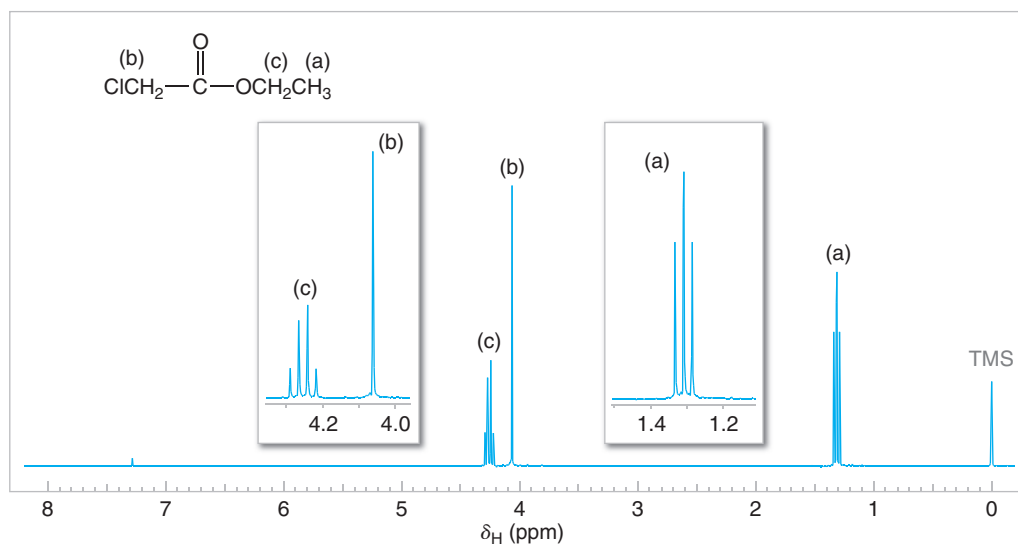 O
(b) (c) (a)
ClCH₂—C—OCH₂CH₃
(b)
(c)
4.2 4.0
(a)
1.4 1.2
(b)
(c)
(a)
TMS
8 7 6 5 4 3 2 1 0
δH (ppm)